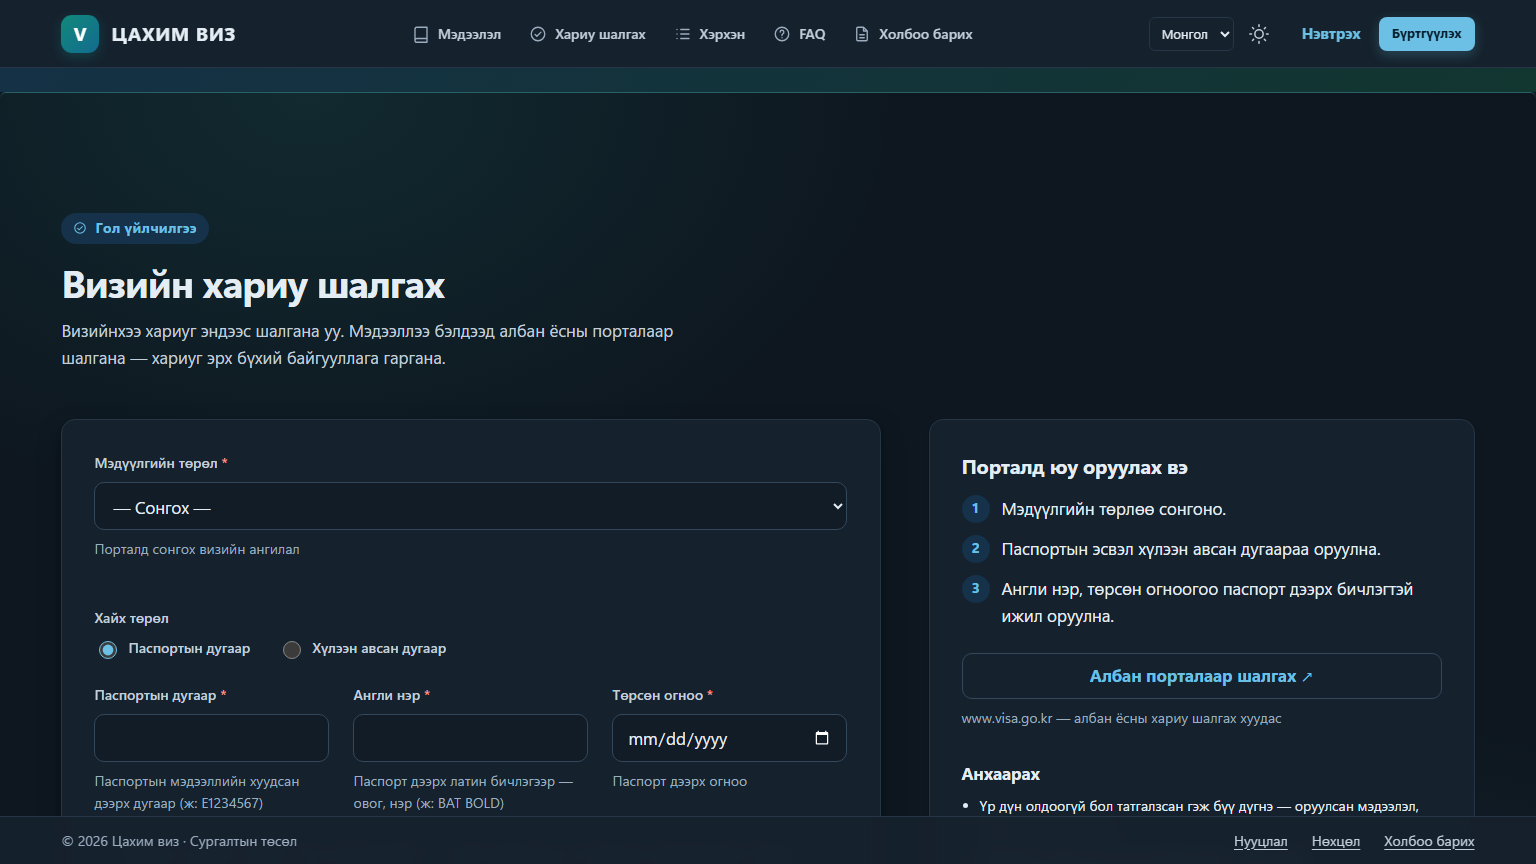 V ЦАХИМ ВИЗ
Мэдээлэл
Хариу шалгах
Хэрхэн
FAQ
Холбоо барих
Монгол
Нэвтрэх
Бүртгүүлэх
Гол үйлчилгээ
Визийн хариу шалгах
Визийнхээ хариуг эндээс шалгана уу. Мэдээллээ бэлдээд албан ёсны порталаар
шалгана — хариуг эрх бүхий байгууллага гаргана.
Мэдүүлгийн төрөл *
— Сонгох —
Порталд сонгох визийн ангилал
Хайх төрөл
Паспортын дугаар
Хүлээн авсан дугаар
Паспортын дугаар *
Англи нэр *
Төрсөн огноо *
mm/dd/yyyy
Паспортын мэдээллийн хуудсан
дээрх дугаар (ж: E1234567)
Паспорт дээрх латин бичлэгээр —
овог, нэр (ж: BAT BOLD)
Паспорт дээрх огноо
Порталд юу оруулах вэ
1 Мэдүүлгийн төрлөө сонгоно.
2 Паспортын эсвэл хүлээн авсан дугаараа оруулна.
3 Англи нэр, төрсөн огноогоо паспорт дээрх бичлэгтэй
ижил оруулна.
Албан порталаар шалгах ↗
www.visa.go.kr — албан ёсны хариу шалгах хуудас
Анхаарах
• Үр дүн олдоогүй бол татгалзсан гэж бүү дүгнэ — оруулсан мэдээлэл,
© 2026 Цахим виз · Сургалтын төсөл
Нууцлал
Нөхцөл
Холбоо барих